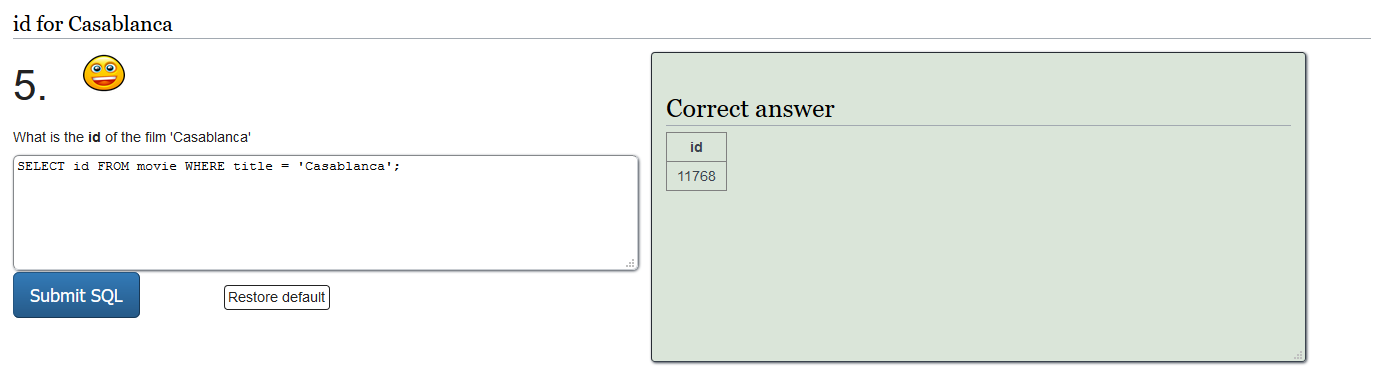 id for Casablanca
5.
What is the id of the film 'Casablanca'
SELECT id FROM movie WHERE title = 'Casablanca';
Submit SQL
Restore default
Correct answer
id
11768